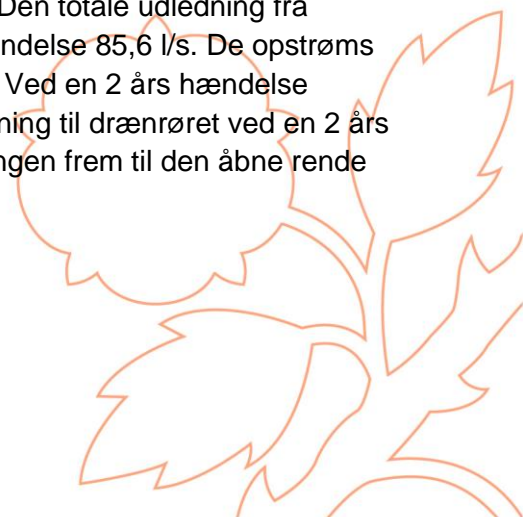 Den totale udledning fra
ndelse 85,6 l/s. De opstrøms
Ved en 2 års hændelse
ning til drænrøret ved en 2 års
ngen frem til den åbne rende